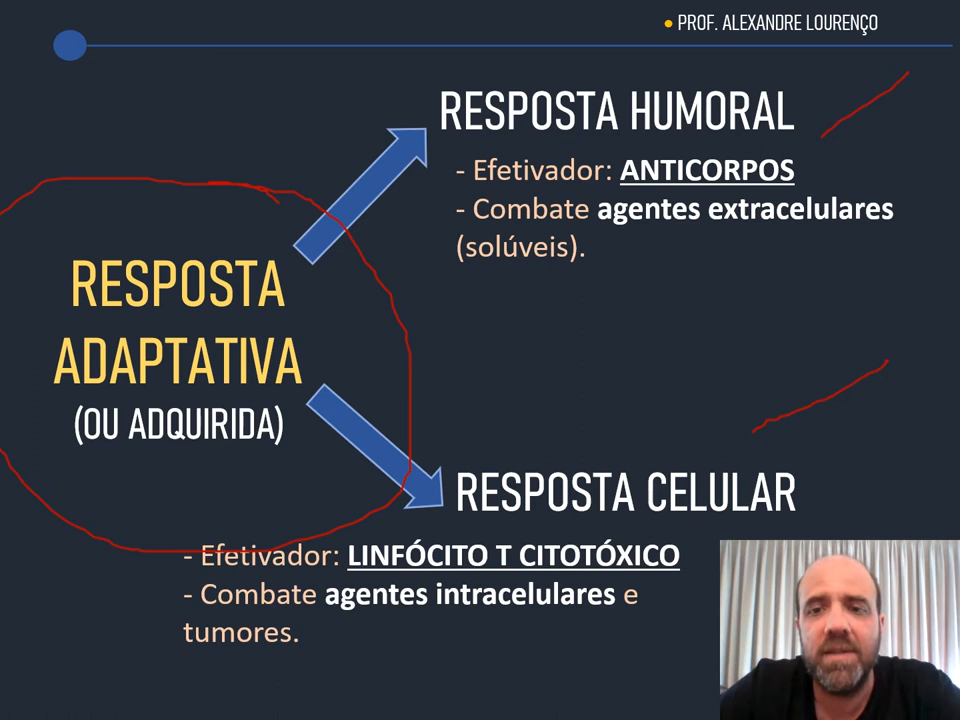 ● PROF. ALEXANDRE LOURENÇO
RESPOSTA HUMORAL
- Efetivador: ANTICORPOS
- Combate agentes extracelulares
(solúveis).
RESPOSTA
ADAPTATIVA
(OU ADQUIRIDA)
RESPOSTA CELULAR
- Efetivador: LINFÓCITO T CITOTÓXICO
- Combate agentes intracelulares e
tumores.